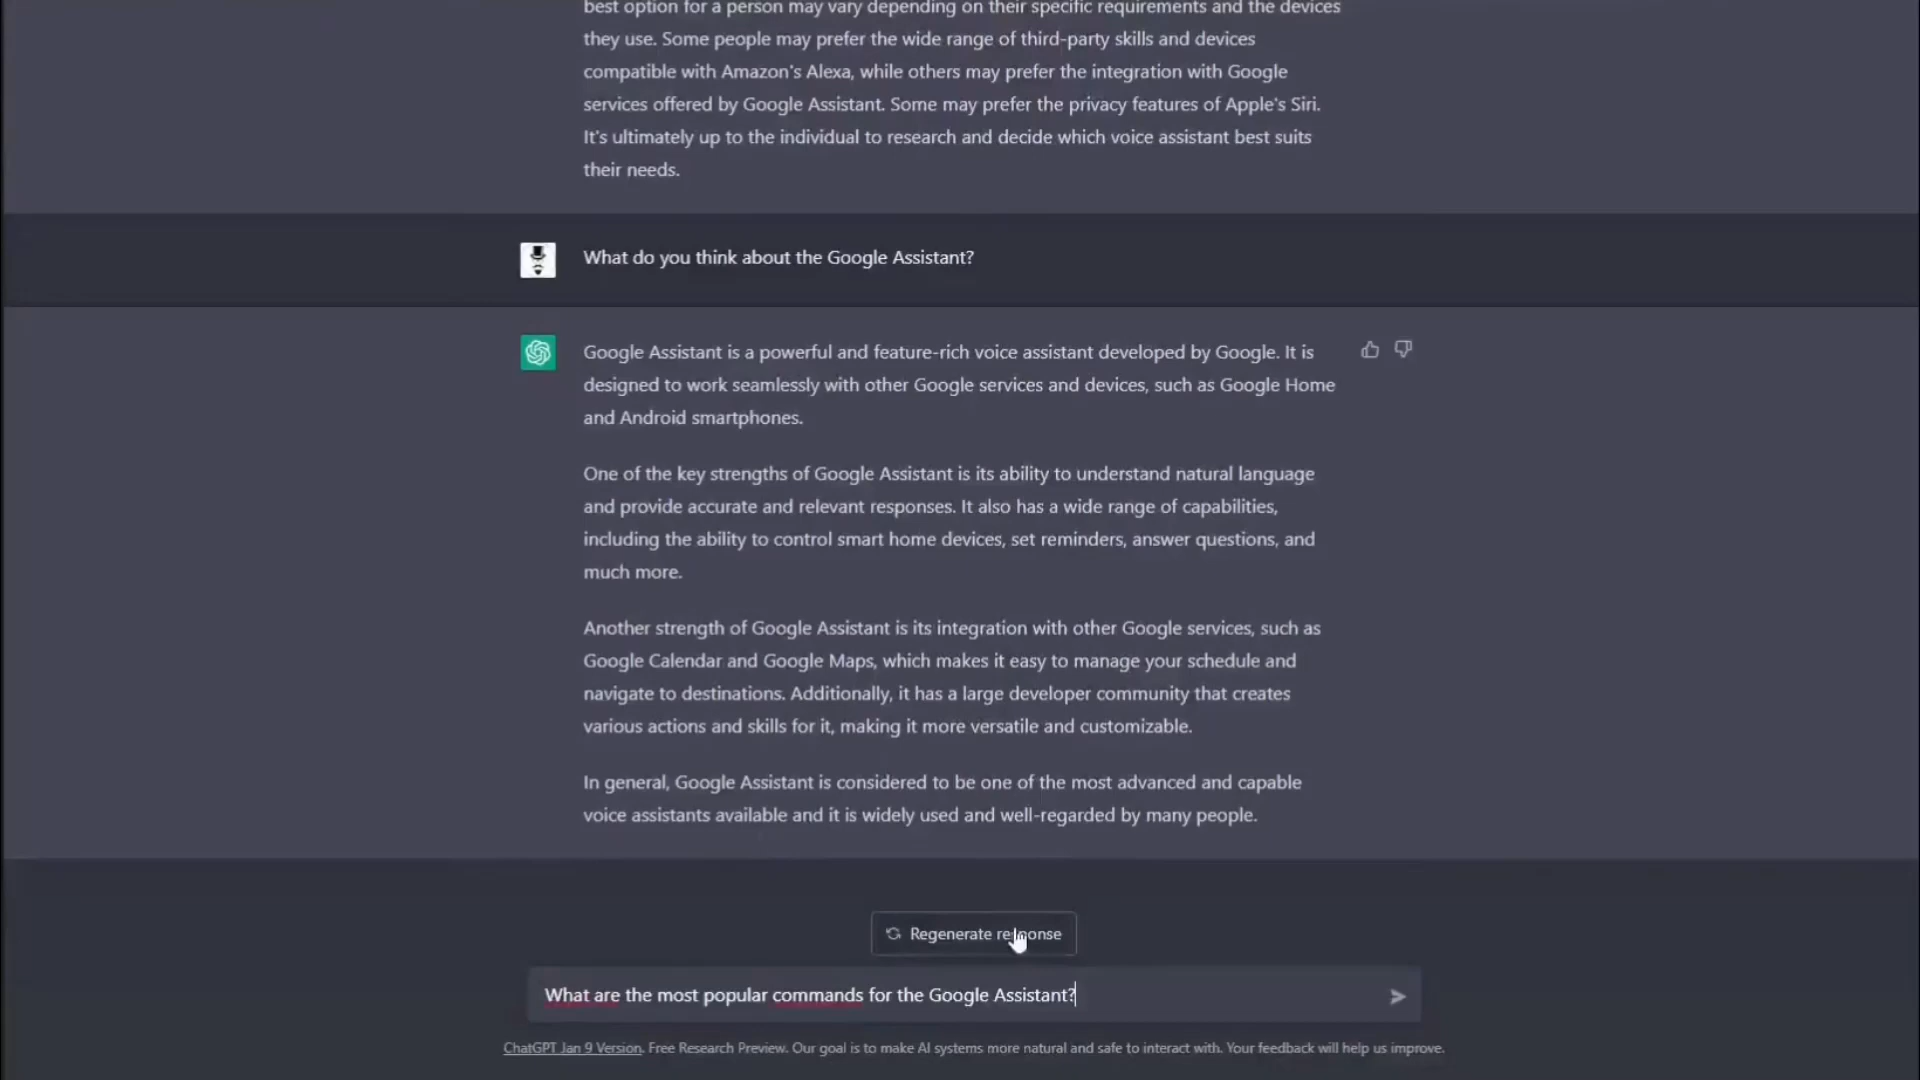 best option for a person may vary depending on their specific requirements and the devices
they use. Some people may prefer the wide range of third-party skills and devices
compatible with Amazon's Alexa, while others may prefer the integration with Google
services offered by Google Assistant. Some may prefer the privacy features of Apple's Siri.
It's ultimately up to the individual to research and decide which voice assistant best suits
their needs.
What do you think about the Google Assistant?
Google Assistant is a powerful and feature-rich voice assistant developed by Google. It is
designed to work seamlessly with other Google services and devices, such as Google Home
and Android smartphones.
One of the key strengths of Google Assistant is its ability to understand natural language
and provide accurate and relevant responses. It also has a wide range of capabilities,
including the ability to control smart home devices, set reminders, answer questions, and
much more.
Another strength of Google Assistant is its integration with other Google services, such as
Google Calendar and Google Maps, which makes it easy to manage your schedule and
navigate to destinations. Additionally, it has a large developer community that creates
various actions and skills for it, making it more versatile and customizable.
In general, Google Assistant is considered to be one of the most advanced and capable
voice assistants available and it is widely used and well-regarded by many people.
Regenerate response
What are the most popular commands for the Google Assistant?
ChatGPT Jan 9 Version. Free Research Preview. Our goal is to make AI systems more natural and safe to interact with. Your feedback will help us improve.